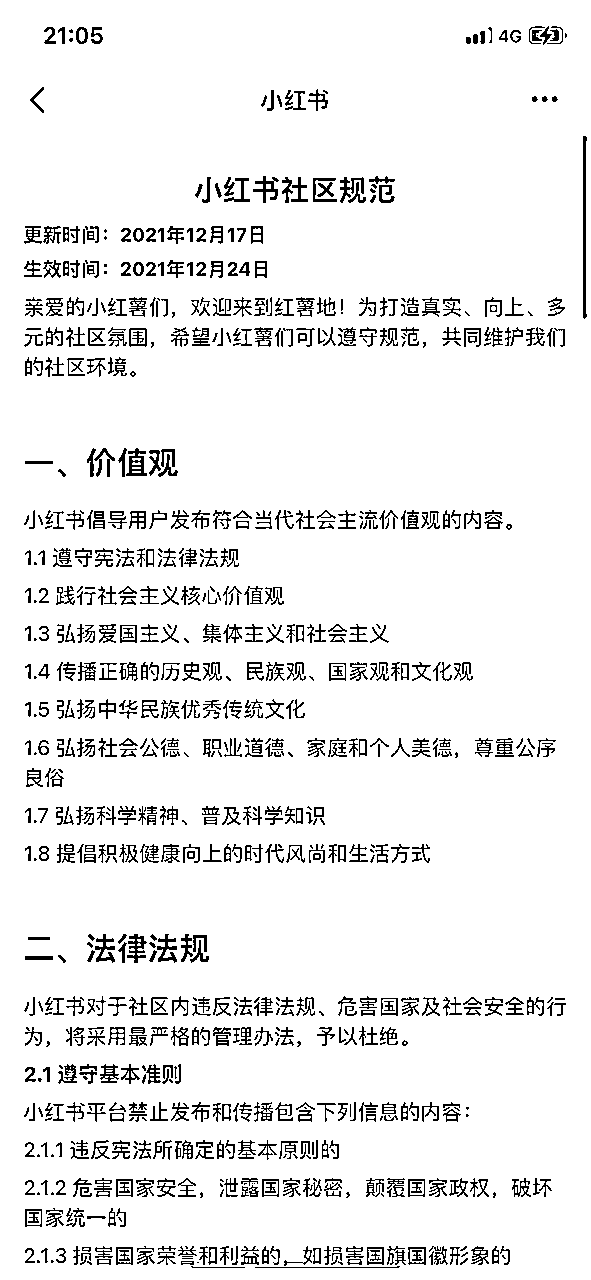 21:05
4G
小红书
小红书社区规范
更新时间：2021年12月17日
生效时间：2021年12月24日
亲爱的小红薯们，欢迎来到红薯地！为打造真实、向上、多
元的社区氛围，希望小红薯们可以遵守规范，共同维护我们
的社区环境。
一、价值观
小红书倡导用户发布符合当代社会主流价值观的内容。
1.1 遵守宪法和法律法规
1.2 践行社会主义核心价值观
1.3 弘扬爱国主义、集体主义和社会主义
1.4 传播正确的历史观、民族观、国家观和文化观
1.5 弘扬中华民族优秀传统文化
1.6 弘扬社会公德、职业道德、家庭和个人美德，尊重公序
良俗
1.7 弘扬科学精神、普及科学知识
1.8 提倡积极健康向上的时代风尚和生活方式
二、法律法规
小红书对于社区内违反法律法规、危害国家及社会安全的行
为，将采用最严格的管理办法，予以杜绝。
2.1 遵守基本准则
小红书平台禁止发布和传播包含下列信息的内容：
2.1.1 违反宪法所确定的基本原则的
2.1.2 危害国家安全，泄露国家秘密，颠覆国家政权，破坏
国家统一的
2.1.3 损害国家荣誉和利益的，如损害国旗国徽形象的